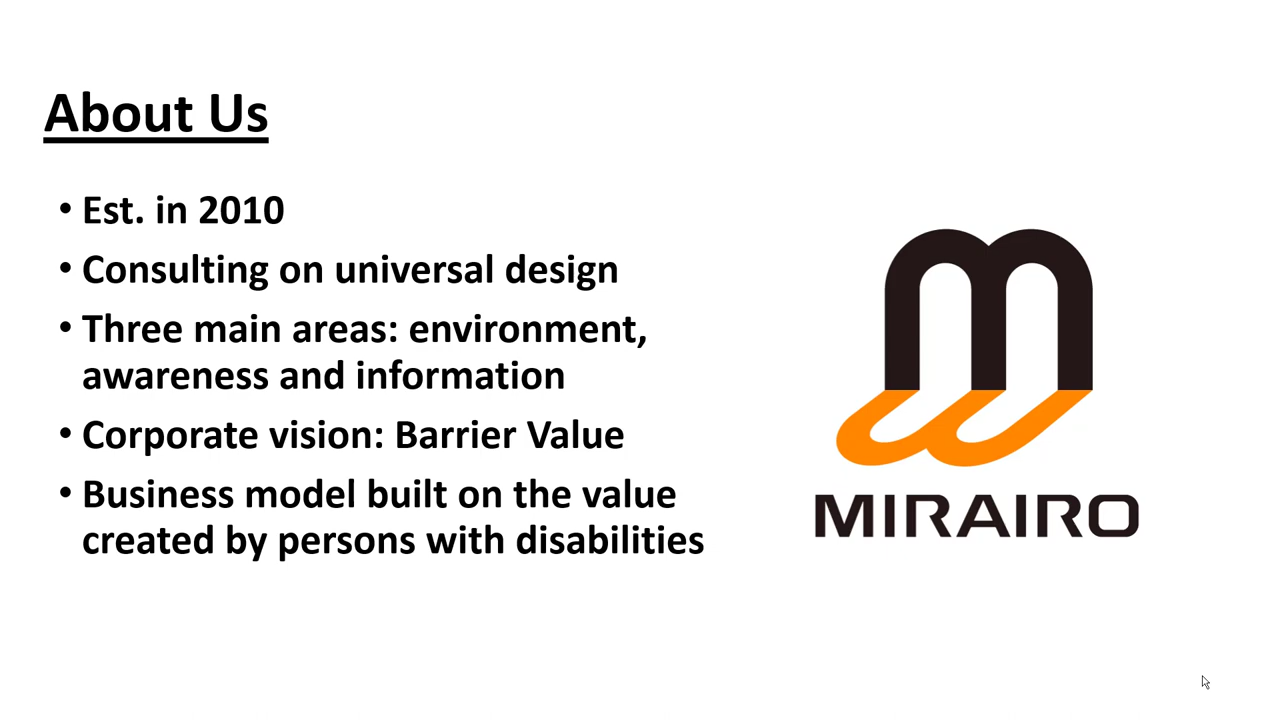 About Us
• Est. in 2010
• Consulting on universal design
• Three main areas: environment,
awareness and information
• Corporate vision: Barrier Value
• Business model built on the value
created by persons with disabilities
MIRAIRO